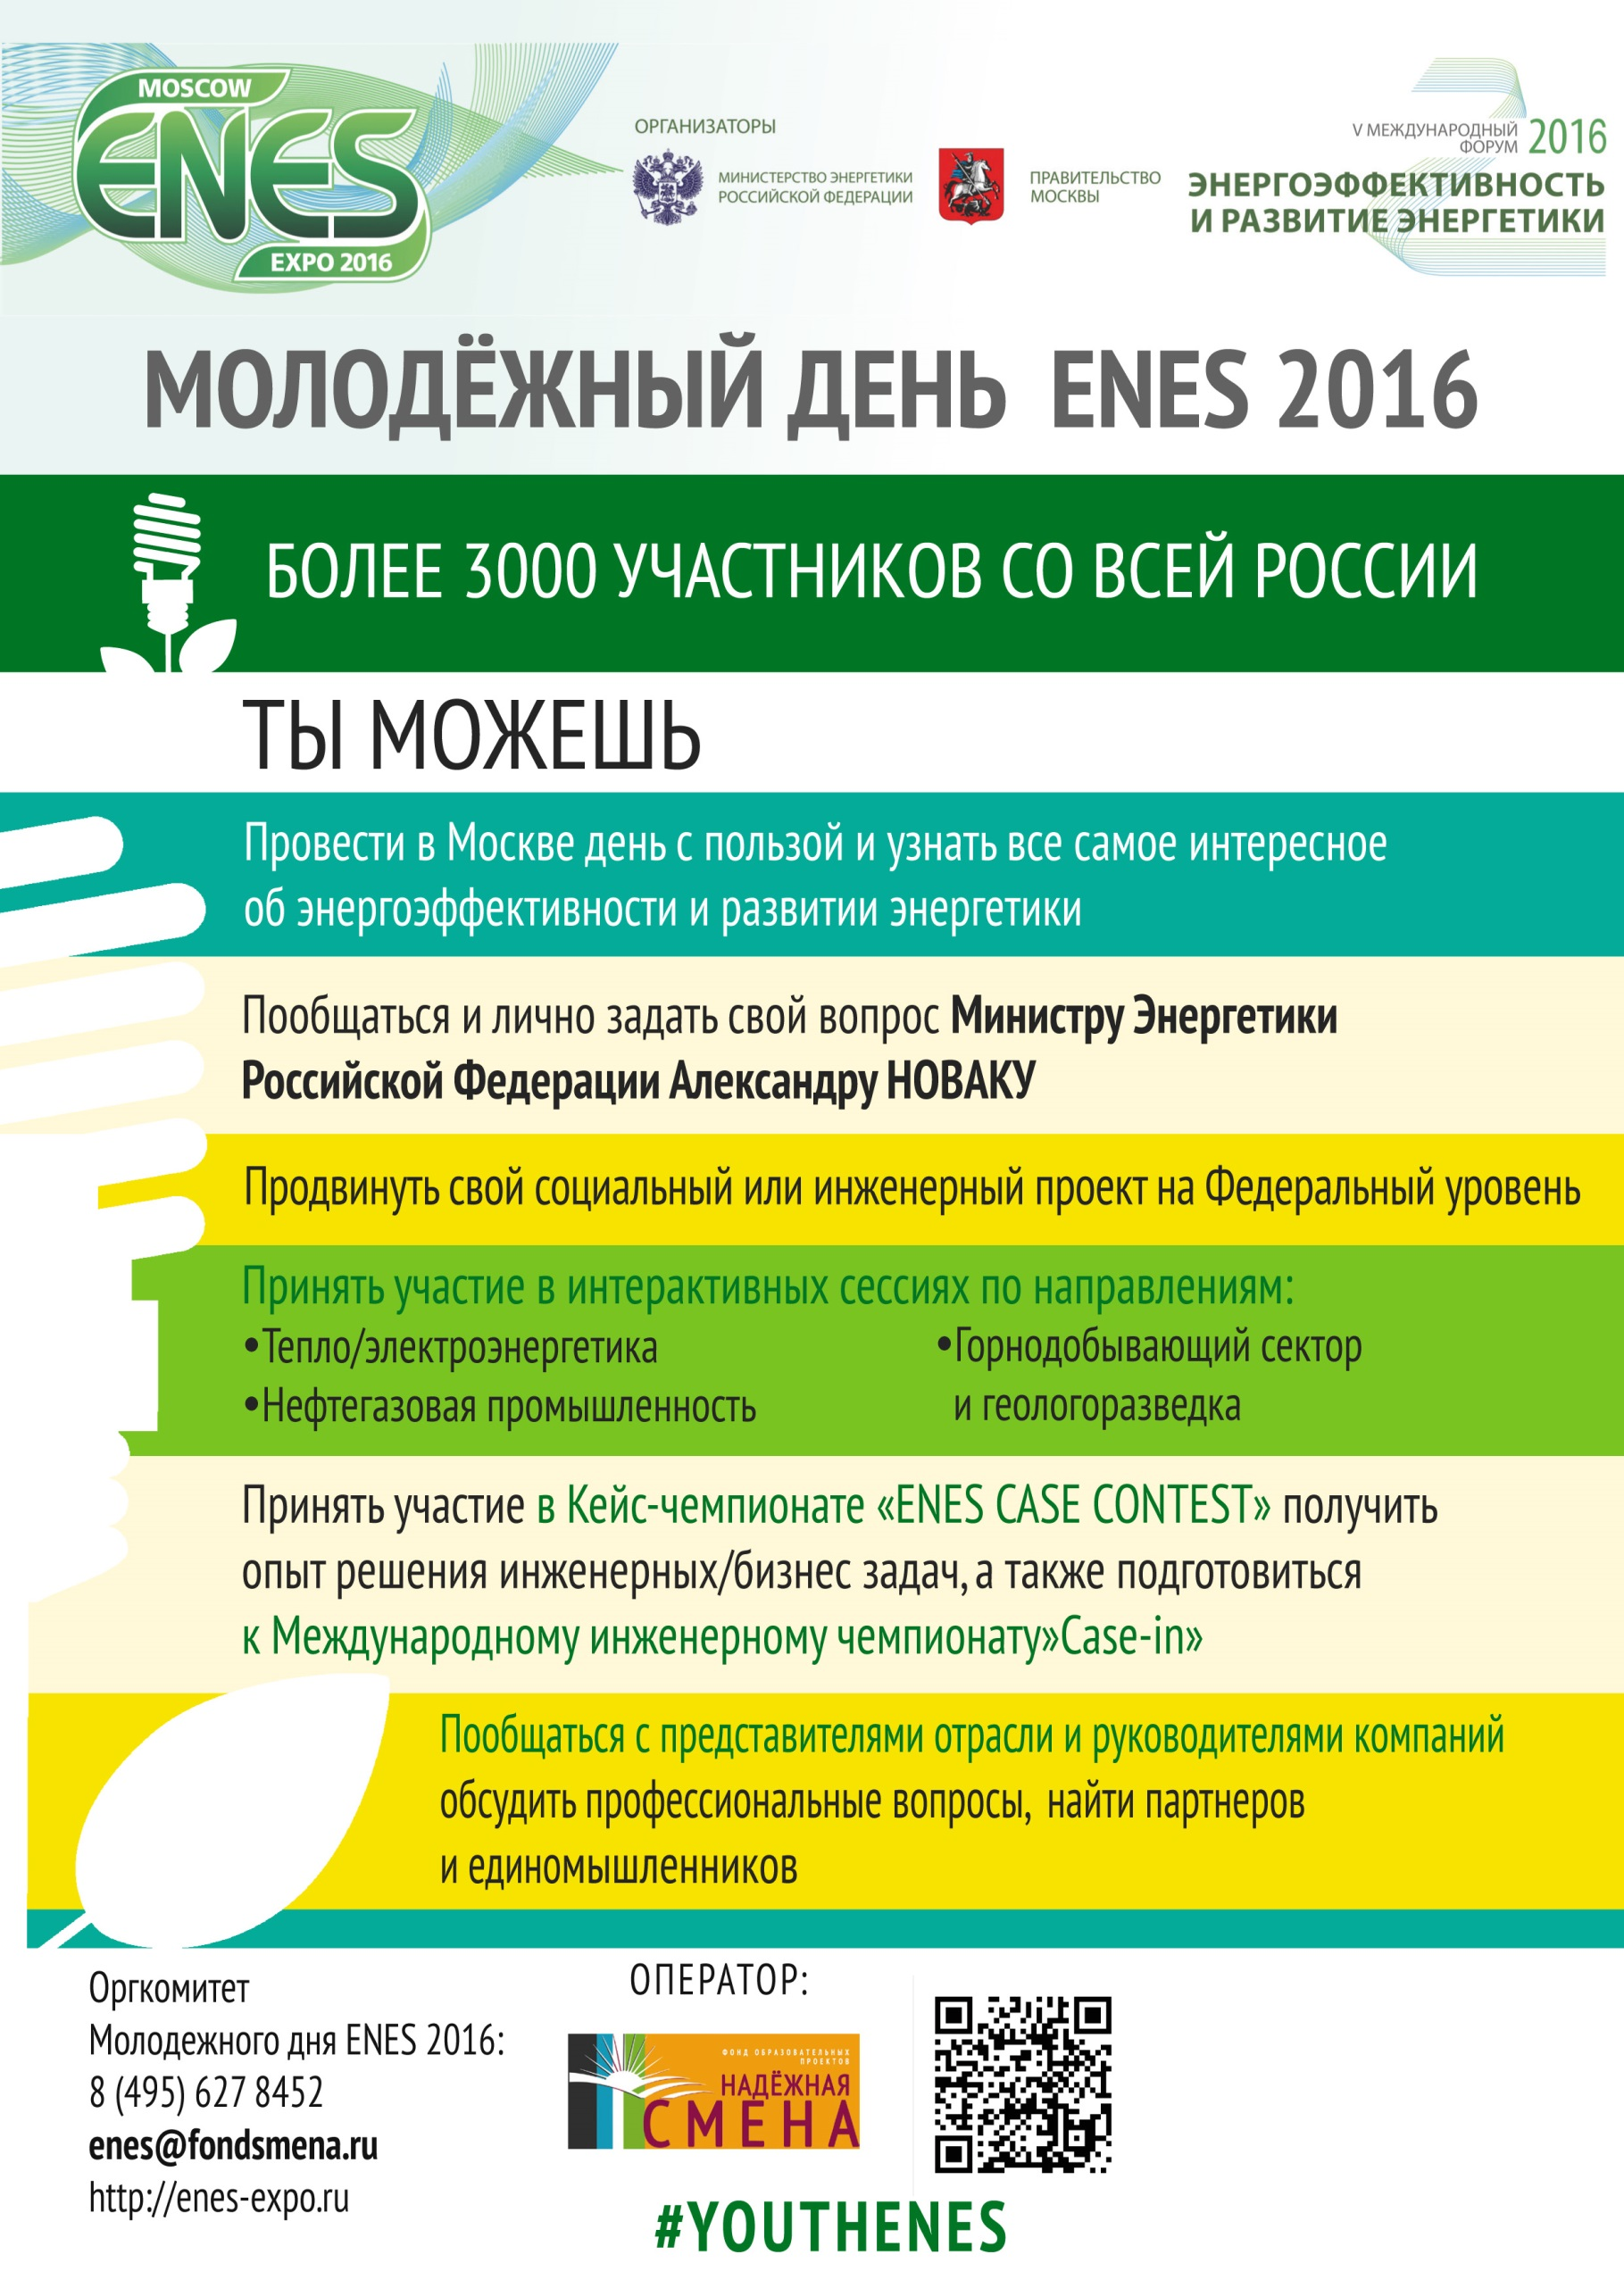 MOSCOW
ENES
EXPO 2016
ОРГАНИЗАТОРЫ
МИНИСТЕРСТВО ЭНЕРГЕТИКИ
РОССИЙСКОЙ ФЕДЕРАЦИИ
ПРАВИТЕЛЬСТВО
МОСКВЫ
V МЕЖДУНАРОДНЫЙ
ФОРУМ 2016
ЭНЕРГОЭФФЕКТИВНОСТЬ
И РАЗВИТИЕ ЭНЕРГЕТИКИ
МОЛОДЁЖНЫЙ ДЕНЬ ENES 2016
БОЛЕЕ 3000 УЧАСТНИКОВ СО ВСЕЙ РОССИИ
ТЫ МОЖЕШЬ
Провести в Москве день с пользой и узнать все самое интересное
об энергоэффективности и развитии энергетики
Пообщаться и лично задать свой вопрос Министру Энергетики
Российской Федерации Александру НОВАКУ
Продвинуть свой социальный или инженерный проект на Федеральный уровень
Принять участие в интерактивных сессиях по направлениям:
•Тепло/электроэнергетика
•Нефтегазовая промышленность
•Горнодобывающий сектор
и геологоразведка
Принять участие в Кейс-чемпионате «ENES CASE CONTEST» получить
опыт решения инженерных/бизнес задач, а также подготовиться
к Международному инженерному чемпионату»Case-in»
Пообщаться с представителями отрасли и руководителями компаний
обсудить профессиональные вопросы, найти партнеров
и единомышленников
Оргкомитет
Молодежного дня ENES 2016:
8 (495) 627 8452
enes@fondsmena.ru
http://enes-expo.ru
ОПЕРАТОР:
ФОНД ОБРАЗОВАТЕЛЬНЫХ
ПРОЕКТОВ
НАДЁЖНАЯ
СМЕНА
#YOUTHENES